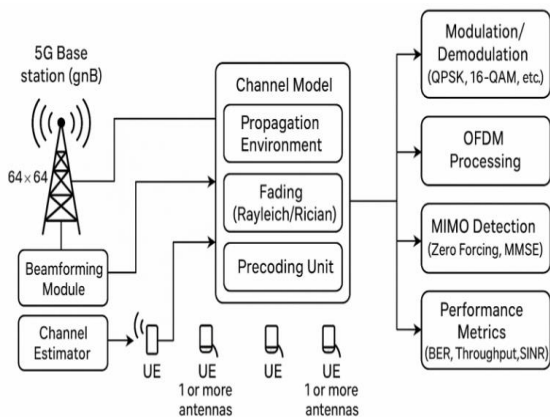 5G Base
station (gnB)
64×64
Beamforming
Module
Channel
Estimator
Channel Model
Propagation
Environment
Fading
(Rayleich/Rician)
Precoding Unit
UE
UE
1 or more
antennas
UE
UE
1 or more
antennas
Modulation/
Demodulation
(QPSK, 16-QAM, etc.)
OFDM
Processing
MIMO Detection
(Zero Forcing, MMSE)
Performance
Metrics
(BER, Throughput,SINR)